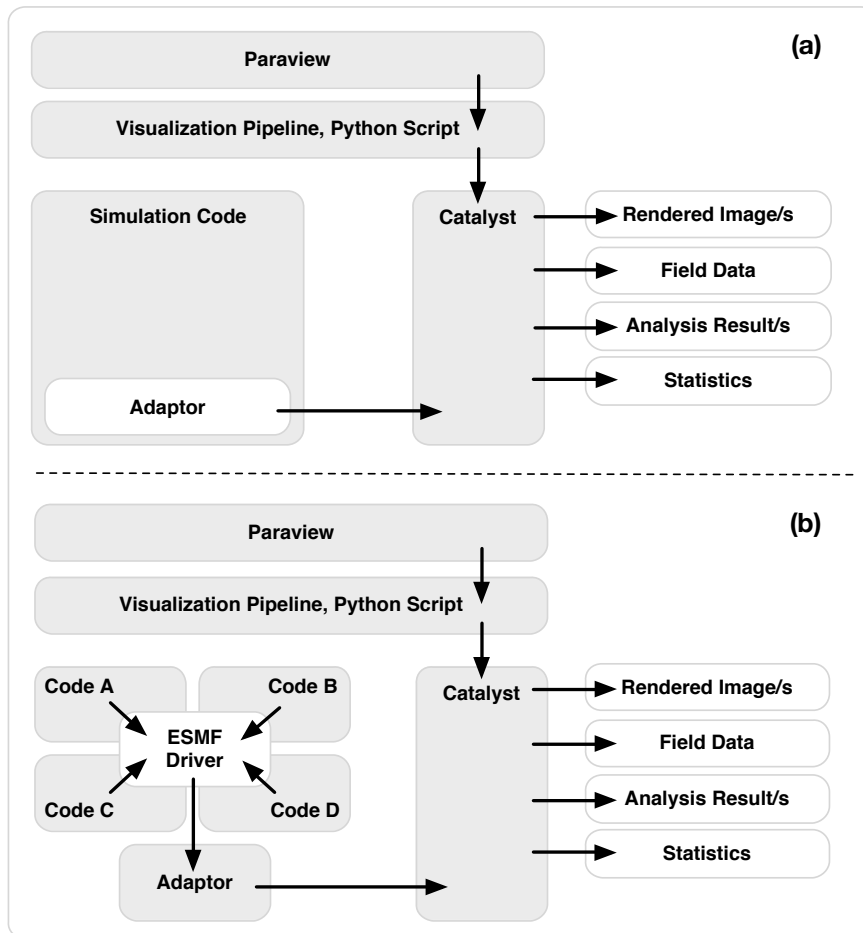 (a)
Paraview
Visualization Pipeline, Python Script
Simulation Code
Catalyst
Rendered Image/s
Field Data
Analysis Result/s
Adaptor
Statistics
(b)
Paraview
Visualization Pipeline, Python Script
Code A
Code B
Catalyst
Rendered Image/s
ESMF
Driver
Field Data
Code C
Code D
Analysis Result/s
Statistics
Adaptor